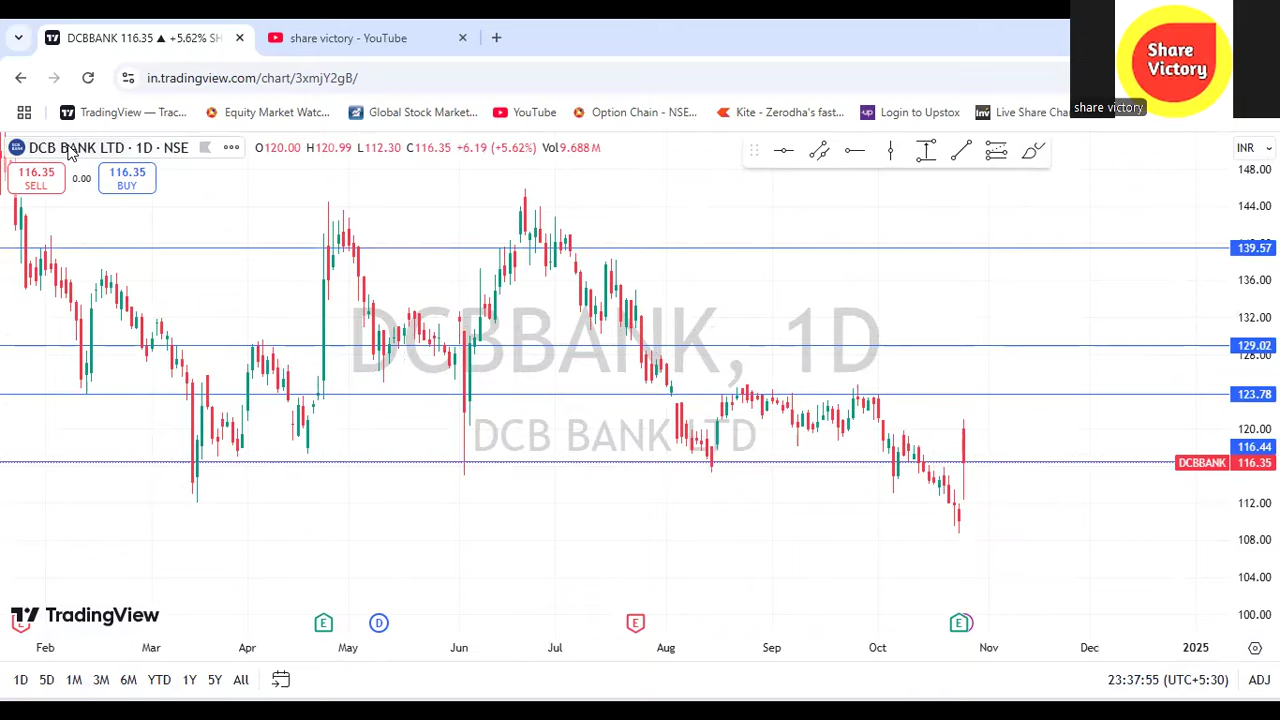 DCBBANK 116.35 ▲ +5.62% SH
share victory - YouTube
in.tradingview.com/chart/3xmjY2gB/
Share
Victory
share victory
TradingView — Trac...
Equity Market Watc...
Global Stock Market...
YouTube
Option Chain - NSE...
Kite - Zerodha's fast...
Login to Upstox
Live Share Cha
DCB BANK LTD · 1D · NSE
O120.00 H120.99 L112.30 C116.35 +6.19 (+5.62%) Vol9.688 M
INR
116.35
SELL
0.00
116.35
BUY
148.00
144.00
139.57
136.00
132.00
129.02
128.00
123.78
120.00
116.44
DCBBANK 116.35
112.00
108.00
104.00
100.00
DCBBANK, 1D
DCB BANK LTD
TradingView
E
E
D
E
E
Feb
Mar
Apr
May
Jun
Jul
Aug
Sep
Oct
Nov
Dec
2025
1D
5D
1M
3M
6M
YTD
1Y
5Y
All
23:37:55 (UTC+5:30)
ADJ